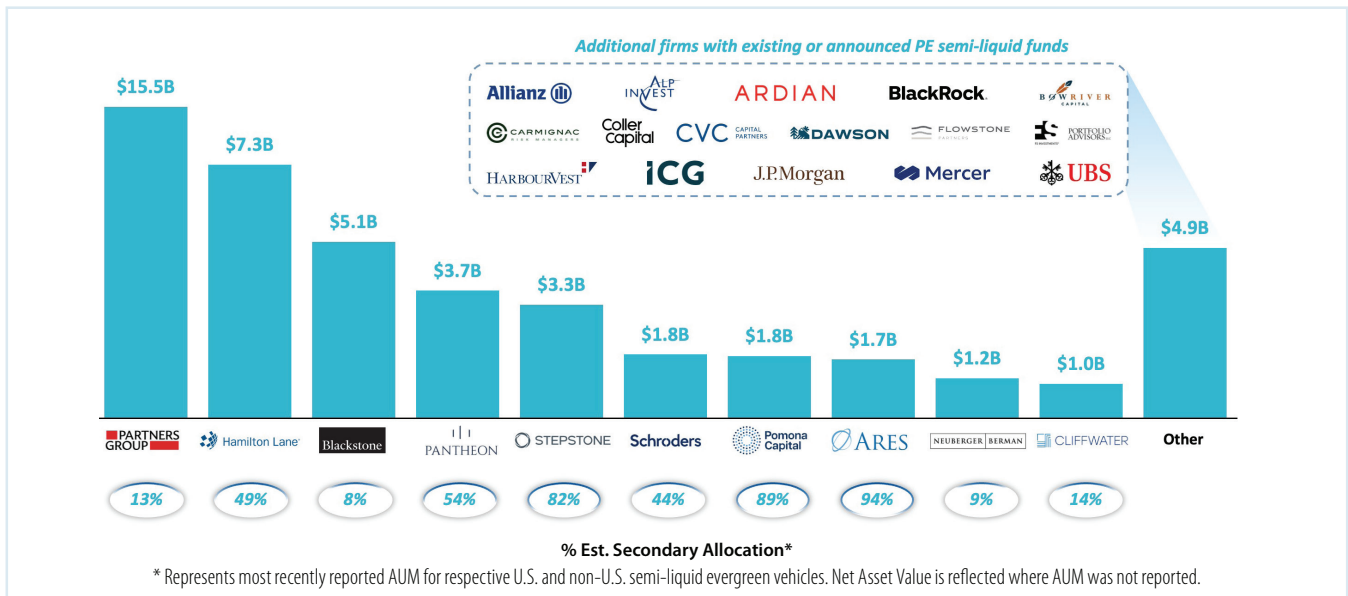 Additional firms with existing or announced PE semi-liquid funds
Allianz
ALP INVEST
ARDIAN
BlackRock.
BOWRIVER
CAPITAL
CARMIGNAC
RISK MANAGERS
Coller
Capital
CVC CAPITAL
PARTNERS
DAWSON
FLOWSTONE
PARTNERS
PORTFOLIO
ADVISORS
HARBOURVEST
ICG
J.P.Morgan
Mercer
UBS
$15.5B
$7.3B
$5.1B
$3.7B
$3.3B
$1.8B
$1.8B
$1.7B
$1.2B
$1.0B
$4.9B
PARTNERS
GROUP
Hamilton Lane
Blackstone
PANTHEON
STEPSTONE
Schroders
Pomona
Capital
ARES
NEUBERGER BERMAN
CLIFFWATER
Other
13%
49%
8%
54%
82%
44%
89%
94%
9%
14%
% Est. Secondary Allocation*
* Represents most recently reported AUM for respective U.S. and non-U.S. semi-liquid evergreen vehicles. Net Asset Value is reflected where AUM was not reported.